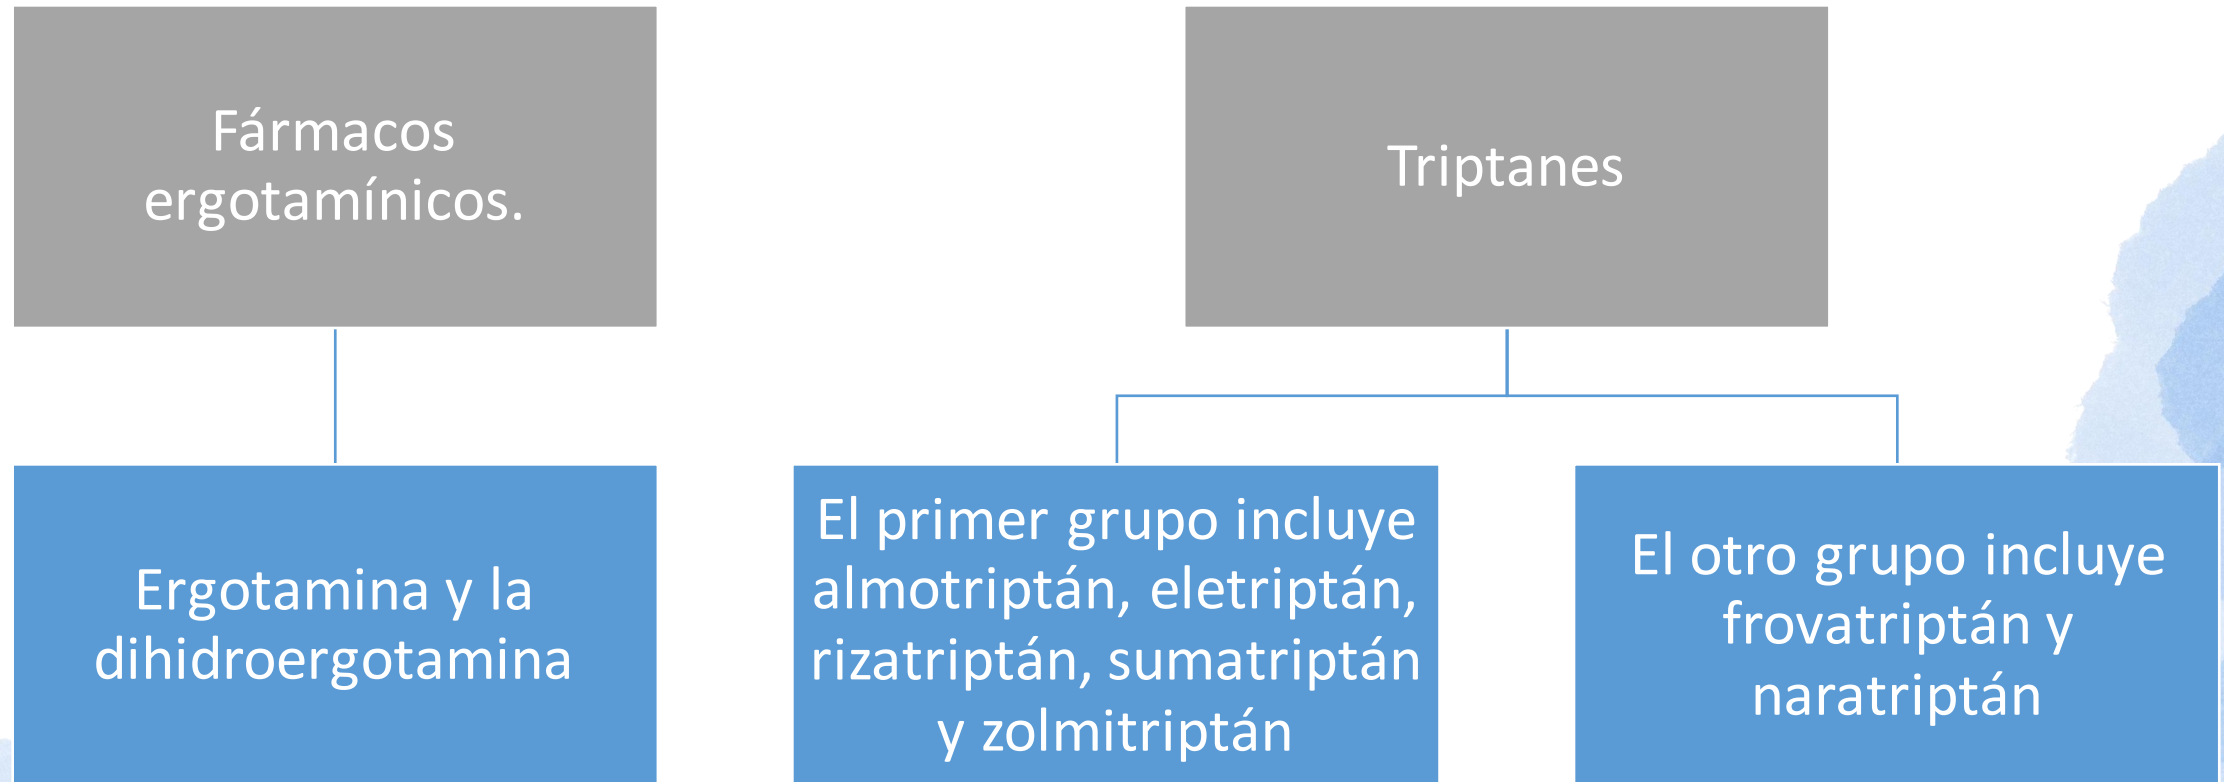 Fármacos
ergotamínicos.
Triptanes
Ergotamina y la
dihidroergotamina
El primer grupo incluye
almotriptán, eletriptán,
rizatriptán, sumatriptán
y zolmitriptán
El otro grupo incluye
frovatriptán y
naratriptán